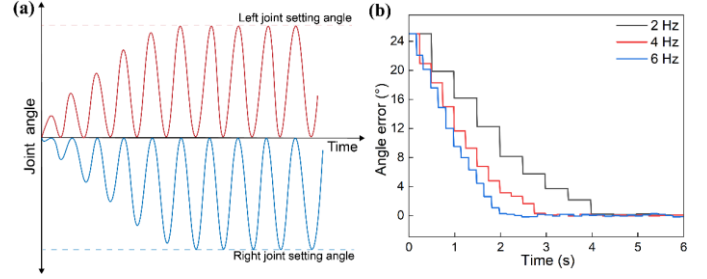 (a)
Left joint setting angle
Joint angle
Time
Right joint setting angle
(b)
2 Hz
4 Hz
6 Hz
Angle error (°)
28
24
20
16
12
8
4
0
0 1 2 3 4 5 6
Time (s)